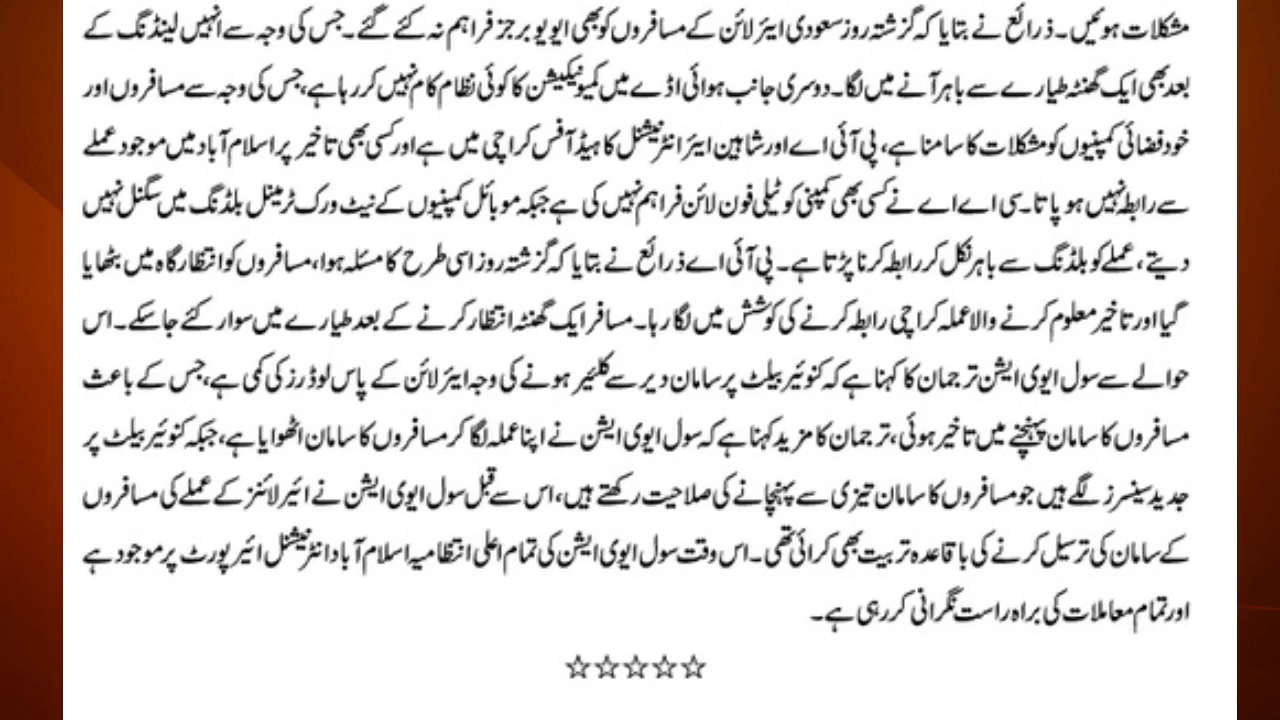 مشکلات ہوئیں۔ ذرائع نے بتایا کہ گزشتہ روز سعودی ایئر لائن کے مسافروں کو بھی ایو یو برجز فراہم نہ کئے گئے۔ جس کی وجہ سے انہیں لینڈنگ کے
بعد بھی ایک گھنٹہ طیارے سے باہر آنے میں لگا۔ دوسری جانب ہوائی اڈے میں کمیونیکیشن کا کوئی نظام کام نہیں کر رہا ہے، جس کی وجہ سے مسافروں اور
خود فضائی کمپنیوں کو مشکلات کا سامنا ہے، پی آئی اے اور شاہین ایئر انٹرنیشنل کا ہیڈ آفس کراچی میں ہے اور کسی بھی تاخیر پر اسلام آباد میں موجود عملے
سے رابطہ نہیں ہو پاتا۔ سی اے اے نے کسی بھی کمپنی کو ٹیلی فون لائن فراہم نہیں کی ہے جبکہ موبائل کمپنیوں کے نیٹ ورک ٹرمینل بلڈنگ میں سگنل نہیں
دیتے، عملے کو بلڈنگ سے باہر نکل کر رابطہ کرنا پڑتا ہے۔ پی آئی اے ذرائع نے بتایا کہ گزشتہ روز اسی طرح کا مسئلہ ہوا، مسافروں کو انتظار گاہ میں بٹھایا
گیا اور تاخیر معلوم کرنے والا عملہ کراچی رابطہ کرنے کی کوشش میں لگا رہا۔ مسافر ایک گھنٹہ انتظار کرنے کے بعد طیارے میں سوار کئے جا سکے۔ اس
حوالے سے سول ایوی ایشن ترجمان کا کہنا ہے کہ کنوئیر بیلٹ پر سامان دیر سے کلئیر ہونے کی وجہ ایئر لائن کے پاس لوڈرز کی کمی ہے، جس کے باعث
مسافروں کا سامان پہنچنے میں تاخیر ہوئی، ترجمان کا مزید کہنا ہے کہ سول ایوی ایشن نے اپنا عملہ لگا کر مسافروں کا سامان اٹھوایا ہے، جبکہ کنوئیر بیلٹ پر
جدید سینسرز لگے ہیں جو مسافروں کا سامان تیزی سے پہنچانے کی صلاحیت رکھتے ہیں، اس سے قبل سول ایوی ایشن نے ائیر لائنز کے عملے کی مسافروں
کے سامان کی ترسیل کرنے کی باقاعدہ تربیت بھی کرائی تھی۔ اس وقت سول ایوی ایشن کی تمام اعلی انتظامیہ اسلام آباد انٹرنیشنل ائیر پورٹ پر موجود ہے
اور تمام معاملات کی براہ راست نگرانی کر رہی ہے۔
☆☆☆☆☆